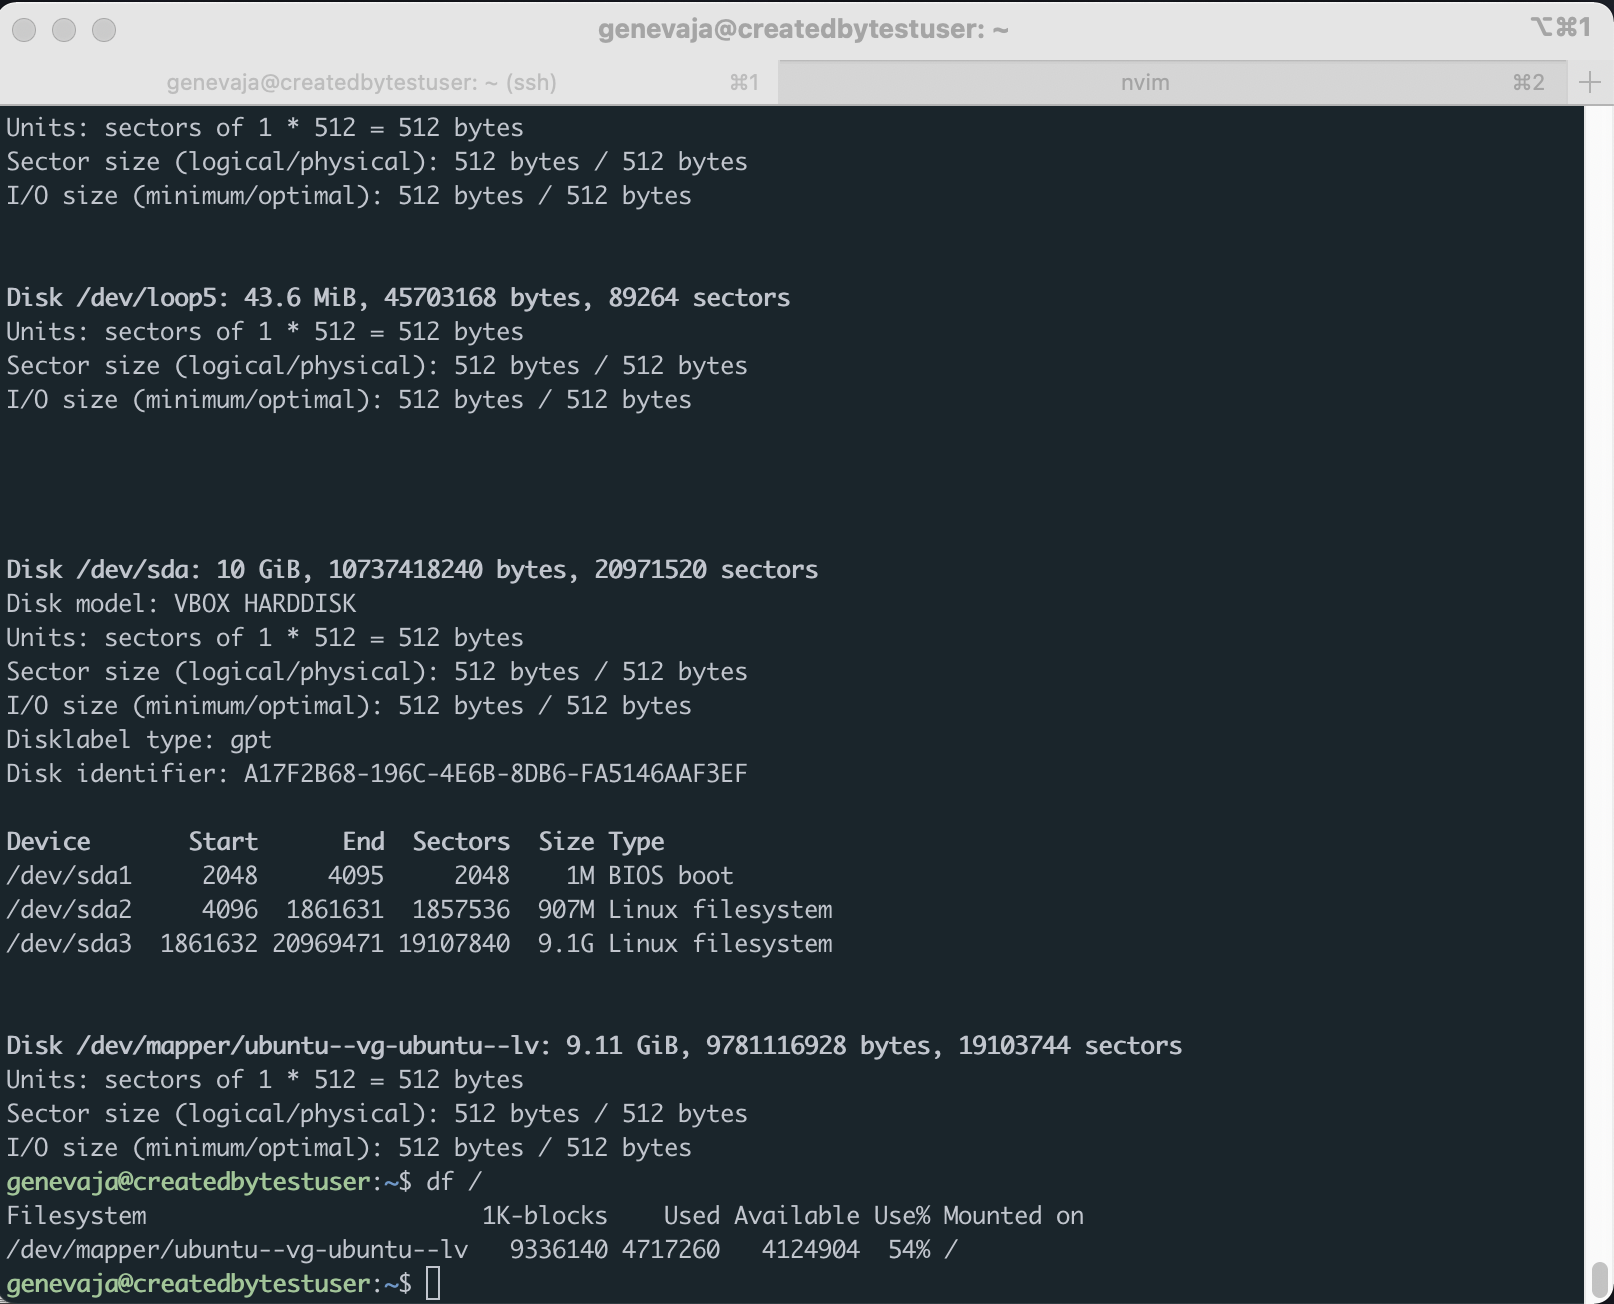 genevaja@createdbytestuser: ~
⌥⌘1
genevaja@createdbytestuser: ~ (ssh) ⌘1 nvim ⌘2 +
Units: sectors of 1 * 512 = 512 bytes
Sector size (logical/physical): 512 bytes / 512 bytes
I/O size (minimum/optimal): 512 bytes / 512 bytes
Disk /dev/loop5: 43.6 MiB, 45703168 bytes, 89264 sectors
Units: sectors of 1 * 512 = 512 bytes
Sector size (logical/physical): 512 bytes / 512 bytes
I/O size (minimum/optimal): 512 bytes / 512 bytes
Disk /dev/sda: 10 GiB, 10737418240 bytes, 20971520 sectors
Disk model: VBOX HARDDISK
Units: sectors of 1 * 512 = 512 bytes
Sector size (logical/physical): 512 bytes / 512 bytes
I/O size (minimum/optimal): 512 bytes / 512 bytes
Disklabel type: gpt
Disk identifier: A17F2B68-196C-4E6B-8DB6-FA5146AAF3EF
Device       Start      End  Sectors  Size Type
/dev/sda1     2048     4095     2048    1M BIOS boot
/dev/sda2     4096  1861631  1857536  907M Linux filesystem
/dev/sda3  1861632 20969471 19107840  9.1G Linux filesystem
Disk /dev/mapper/ubuntu--vg-ubuntu--lv: 9.11 GiB, 9781116928 bytes, 19103744 sectors
Units: sectors of 1 * 512 = 512 bytes
Sector size (logical/physical): 512 bytes / 512 bytes
I/O size (minimum/optimal): 512 bytes / 512 bytes
genevaja@createdbytestuser:~$ df /
Filesystem                        1K-blocks    Used Available Use% Mounted on
/dev/mapper/ubuntu--vg-ubuntu--lv   9336140 4717260   4124904  54% /
genevaja@createdbytestuser:~$